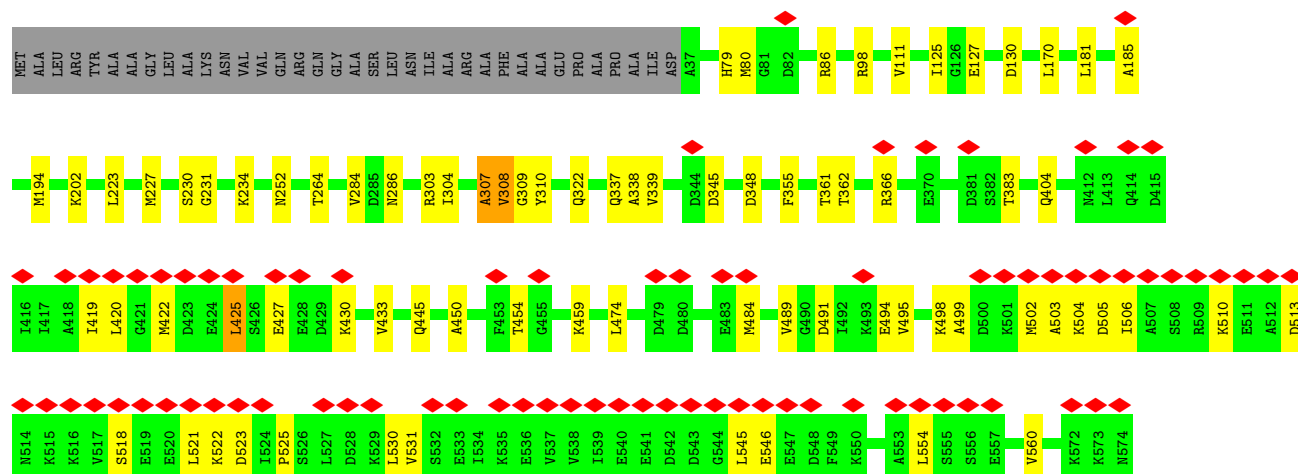 MET ALA LEU ARG TYR ALA ALA GLY LEU ALA LYS ASN VAL VAL GLN ARG GLN GLY ALA SER LEU ASN ILE ALA ARG ALA PHE ALA ALA GLU PRO ALA PRO ALA ILE ASP A37 H79 M80 G81 D82 R86 R98 V111 I125 G126 E127 D130 L170 L181 A185
M194 K202 L223 M227 S230 G231 K234 N252 T264 V284 D285 N286 R303 I304 A307 V308 G309 Y310 Q322 Q337 A338 V339 D344 D345 D348 F355 T361 T362 R366 E370 D381 S382 T383 Q404 N412 L413 Q414 D415
I416 I417 A418 I419 L420 G421 M422 D423 E424 L425 S426 E427 E428 D429 K430 V433 Q445 A450 F453 T454 G455 K459 L474 D479 D480 E483 M484 V489 G490 D491 I492 K493 E494 V495 K498 A499 D500 K501 M502 A503 K504 D505 I506 A507 S508 R509 K510 E511 A512 D513
N514 K515 K516 V517 S518 E519 E520 L521 K522 D523 I524 P525 S526 L527 D528 K529 L530 V531 S532 E533 I534 K535 E536 V537 V538 I539 E540 E541 D542 D543 G544 L545 E546 E547 D548 F549 K550 A553 L554 S555 S556 E557 V560 K572 K573 N574